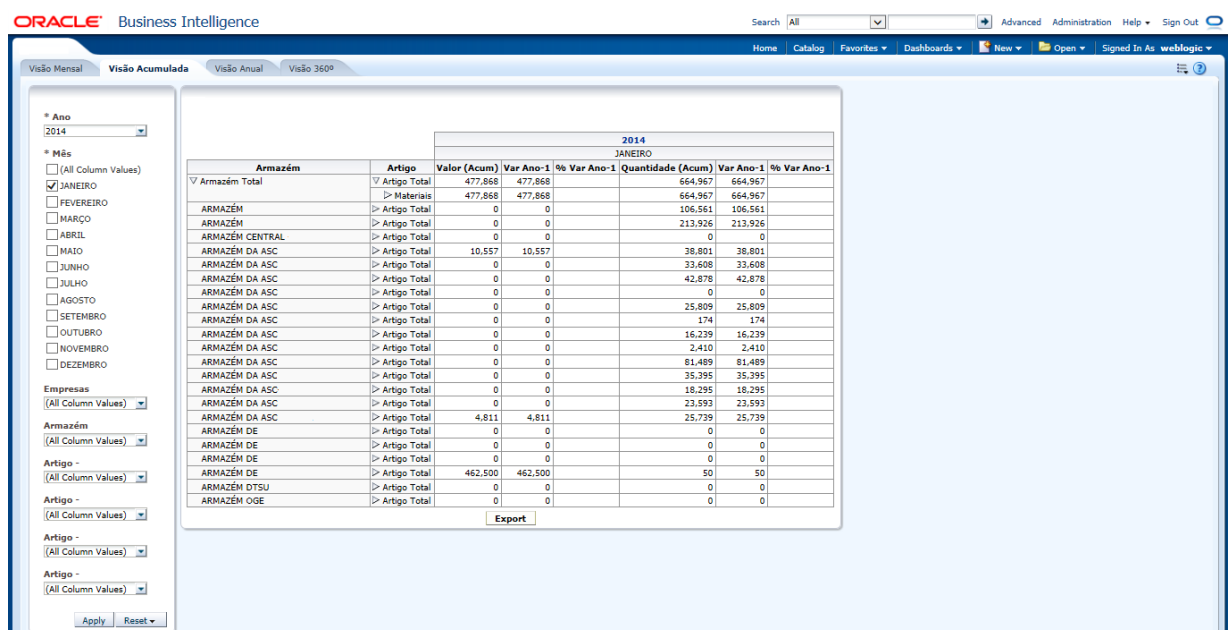 ORACLE Business Intelligence
Search All Advanced Administration Help Sign Out
Home Catalog Favorites Dashboards New Open Signed In As weblogic
Visão Mensal Visão Acumulada Visão Anual Visão 360º
* Ano
2014
* Mês
(All Column Values)
JANEIRO
FEVEREIRO
MARÇO
ABRIL
MAIO
JUNHO
JULHO
AGOSTO
SETEMBRO
OUTUBRO
NOVEMBRO
DEZEMBRO
Empresas
(All Column Values)
Armazém
(All Column Values)
Artigo -
(All Column Values)
Artigo -
(All Column Values)
Artigo -
(All Column Values)
Artigo -
(All Column Values)
Apply Reset
2014
JANEIRO
Armazém Artigo Valor (Acum) Var Ano-1 % Var Ano-1 Quantidade (Acum) Var Ano-1 % Var Ano-1
Armazém Total Artigo Total 477,868 477,868 664,967 664,967
Materiais 477,868 477,868 664,967 664,967
ARMAZÉM Artigo Total 0 0 106,561 106,561
ARMAZÉM Artigo Total 0 0 213,926 213,926
ARMAZÉM CENTRAL Artigo Total 0 0 0 0
ARMAZÉM DA ASC Artigo Total 10,557 10,557 38,801 38,801
ARMAZÉM DA ASC Artigo Total 0 0 33,608 33,608
ARMAZÉM DA ASC Artigo Total 0 0 42,878 42,878
ARMAZÉM DA ASC Artigo Total 0 0 0 0
ARMAZÉM DA ASC Artigo Total 0 0 25,809 25,809
ARMAZÉM DA ASC Artigo Total 0 0 174 174
ARMAZÉM DA ASC Artigo Total 0 0 16,239 16,239
ARMAZÉM DA ASC Artigo Total 0 0 2,410 2,410
ARMAZÉM DA ASC Artigo Total 0 0 81,489 81,489
ARMAZÉM DA ASC Artigo Total 0 0 35,395 35,395
ARMAZÉM DA ASC Artigo Total 0 0 18,295 18,295
ARMAZÉM DA ASC Artigo Total 0 0 23,593 23,593
ARMAZÉM DA ASC Artigo Total 4,811 4,811 25,739 25,739
ARMAZÉM DE Artigo Total 0 0 0 0
ARMAZÉM DE Artigo Total 0 0 0 0
ARMAZÉM DE Artigo Total 0 0 0 0
ARMAZÉM DE Artigo Total 462,500 462,500 50 50
ARMAZÉM DTSU Artigo Total 0 0 0 0
ARMAZÉM OGE Artigo Total 0 0 0 0
Export